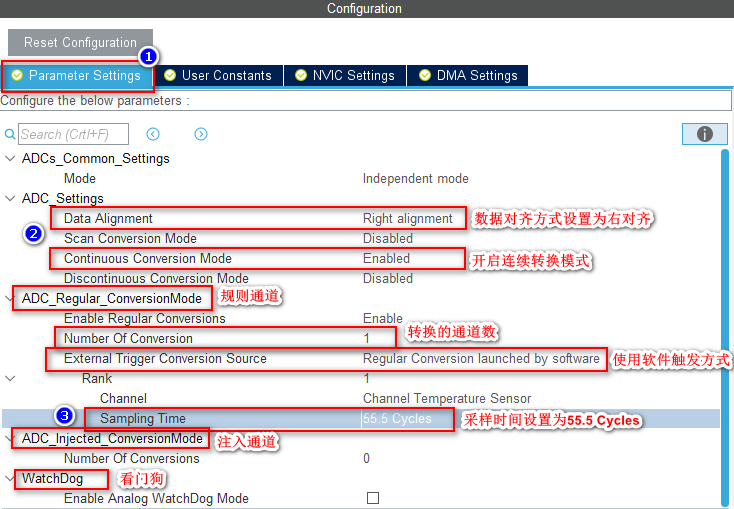 Configuration
Reset Configuration
1
Parameter Settings
User Constants
NVIC Settings
DMA Settings
Configure the below parameters :
Search (Crtl+F)
ADCs_Common_Settings
Mode Independent mode
ADC_Settings
Data Alignment Right alignment 数据对齐方式设置为右对齐
2
Scan Conversion Mode Disabled
Continuous Conversion Mode Enabled 开启连续转换模式
Discontinuous Conversion Mode Disabled
ADC_Regular_ConversionMode 规则通道
Enable Regular Conversions Enable
Number Of Conversion 1 转换的通道数
External Trigger Conversion Source Regular Conversion launched by software 使用软件触发方式
Rank 1
Channel Channel Temperature Sensor
3
Sampling Time 55.5 Cycles 采样时间设置为55.5 Cycles
ADC_Injected_ConversionMode 注入通道
Number Of Conversions 0
WatchDog 看门狗
Enable Analog WatchDog Mode